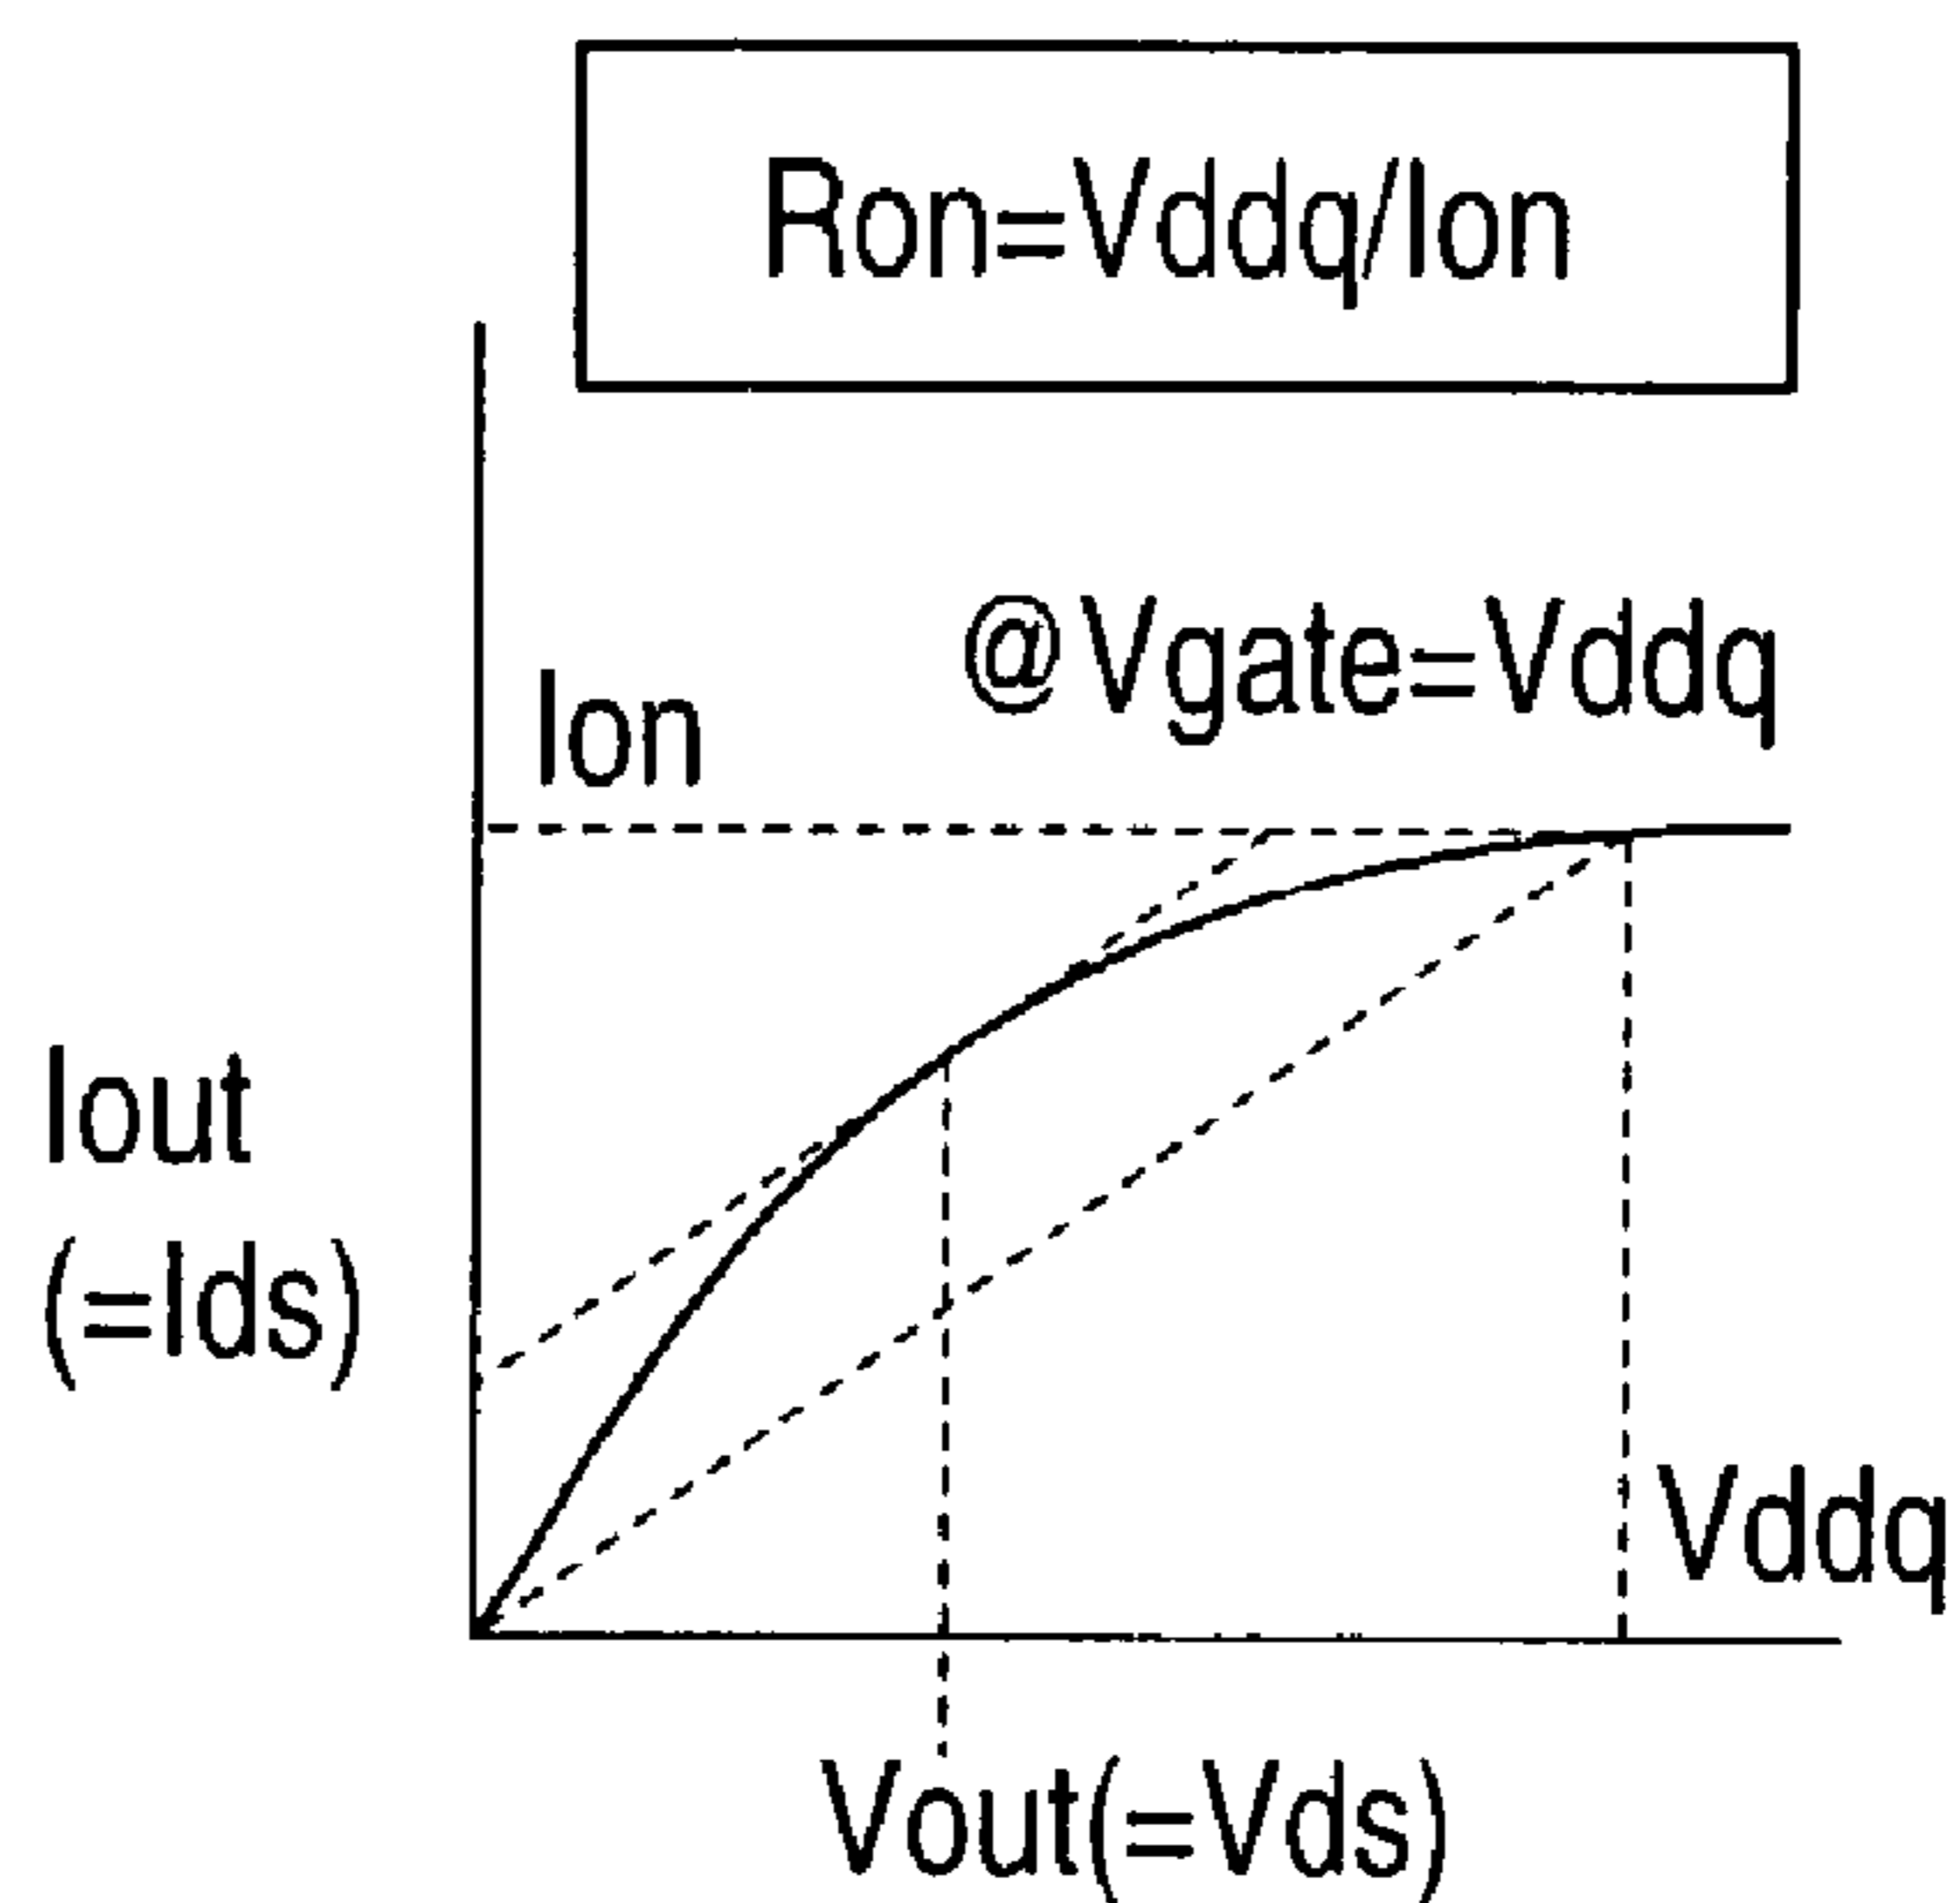 Ron=Vddq/Ion
@Vgate=Vddq
Ion
Iout
(=Ids)
Vddq
Vout(=Vds)